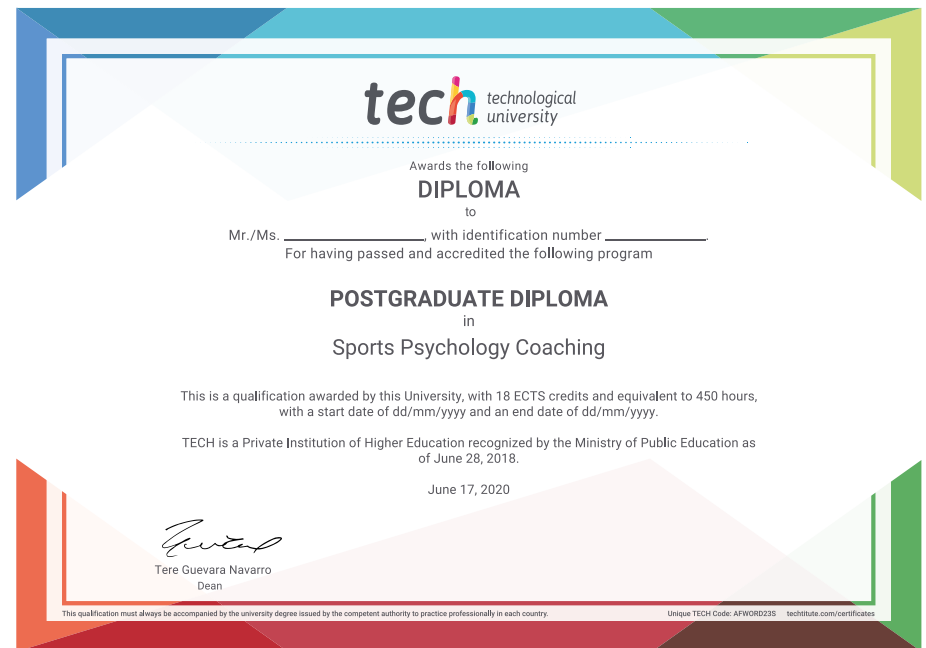 tech technological
university
Awards the following
DIPLOMA
to
Mr./Ms. ____________________, with identification number ______________.
For having passed and accredited the following program
POSTGRADUATE DIPLOMA
in
Sports Psychology Coaching
This is a qualification awarded by this University, with 18 ECTS credits and equivalent to 450 hours,
with a start date of dd/mm/yyyy and an end date of dd/mm/yyyy.
TECH is a Private Institution of Higher Education recognized by the Ministry of Public Education as
of June 28, 2018.
June 17, 2020
Tere Guevara Navarro
Dean
This qualification must always be accompanied by the university degree issued by the competent authority to practice professionally in each country. Unique TECH Code: AFWORD23S techtitute.com/certificates